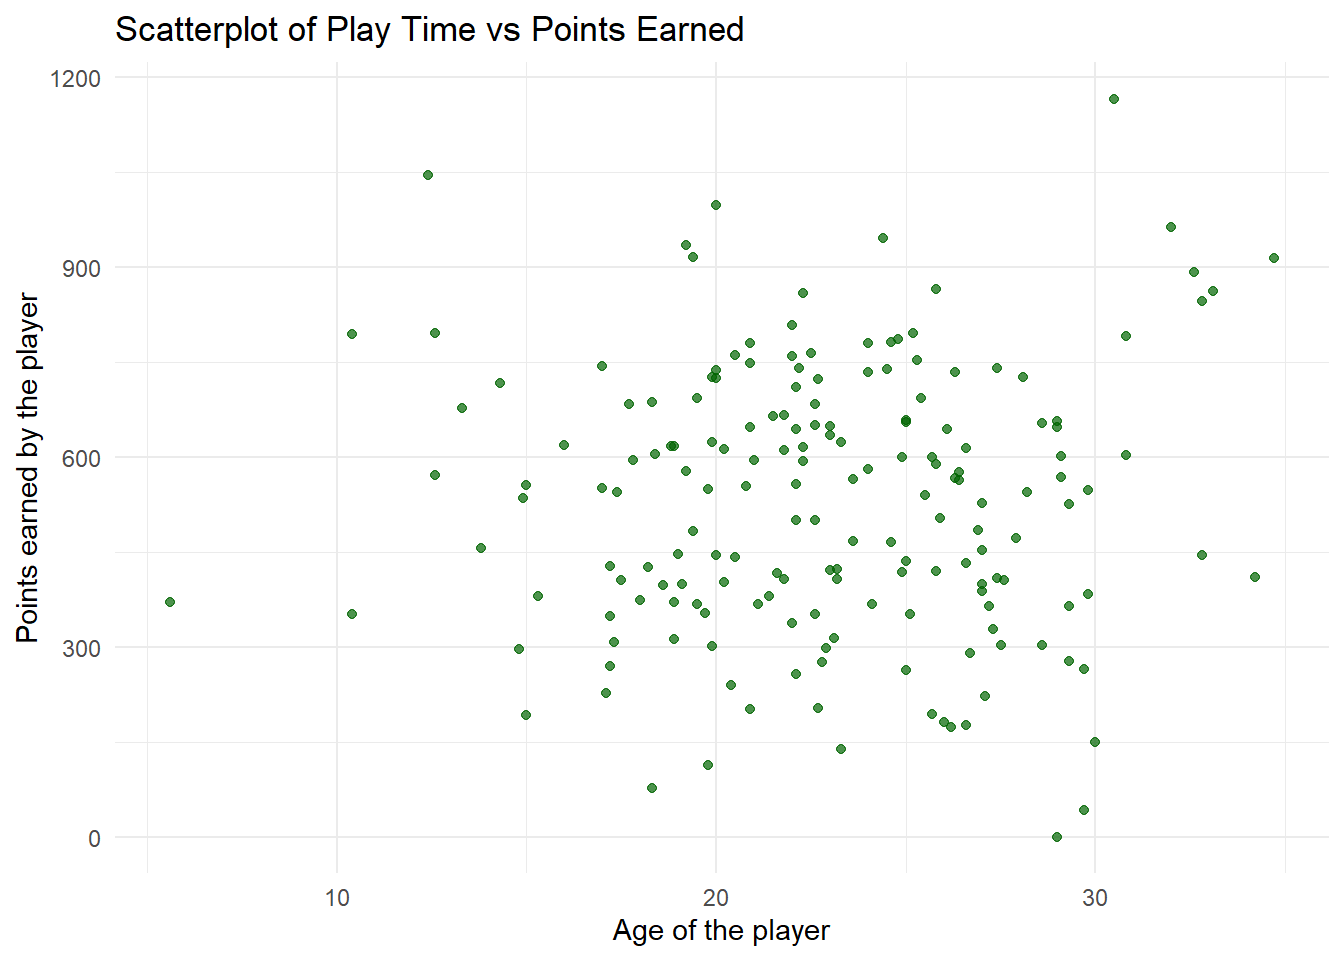 Scatterplot of Play Time vs Points Earned
1200
900
600
300
0
Points earned by the player
10 20 30
Age of the player